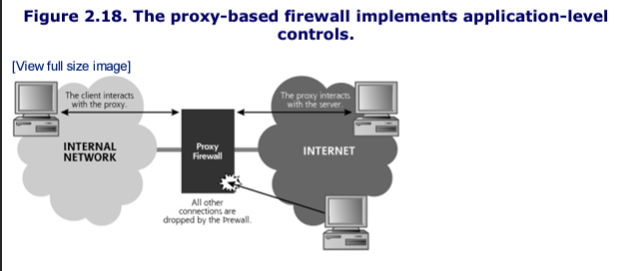 Figure 2.18. The proxy-based firewall implements application-level
controls.
[View full size image]
The client interacts
with the proxy.
The proxy interacts
with the server.
INTERNAL
NETWORK
Proxy
Firewall
INTERNET
All other
connections are
dropped by the Þrewall.